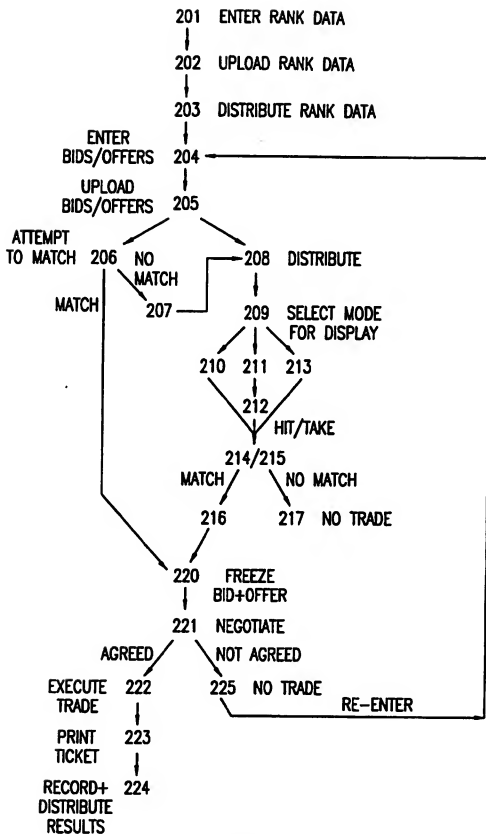 201 ENTER RANK DATA
202 UPLOAD RANK DATA
203 DISTRIBUTE RANK DATA
ENTER
BIDS/OFFERS 204
UPLOAD
BIDS/OFFERS 205
ATTEMPT
TO MATCH 206 NO
MATCH
208 DISTRIBUTE
MATCH
207
209 SELECT MODE
FOR DISPLAY
210 211 213
212
HIT/TAKE
214/215
MATCH NO MATCH
216 217 NO TRADE
220 FREEZE
BID+OFFER
221 NEGOTIATE
AGREED NOT AGREED
EXECUTE 222
TRADE
225 NO TRADE
RE-ENTER
PRINT 223
TICKET
RECORD+ 224
DISTRIBUTE
RESULTS